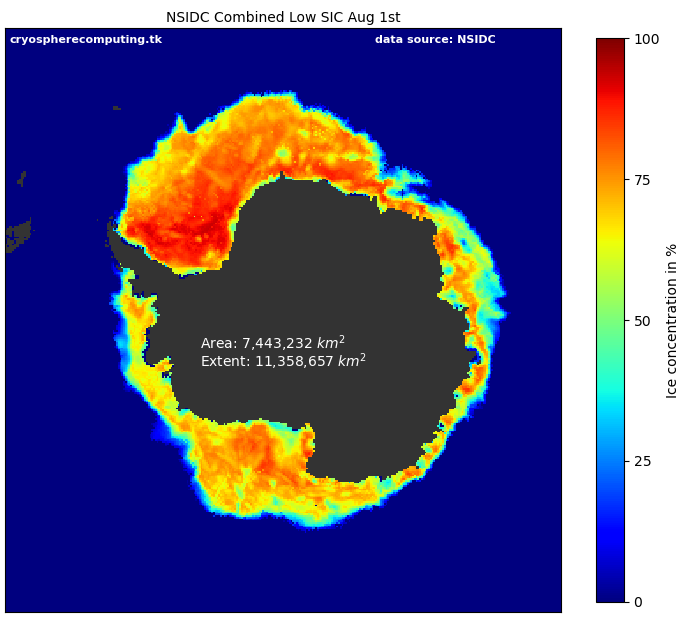 NSIDC Combined Low SIC Aug 1st
cryospherecomputing.tk
data source: NSIDC
Area: 7,443,232 km²
Extent: 11,358,657 km²
100
75
50
25
0
Ice concentration in %